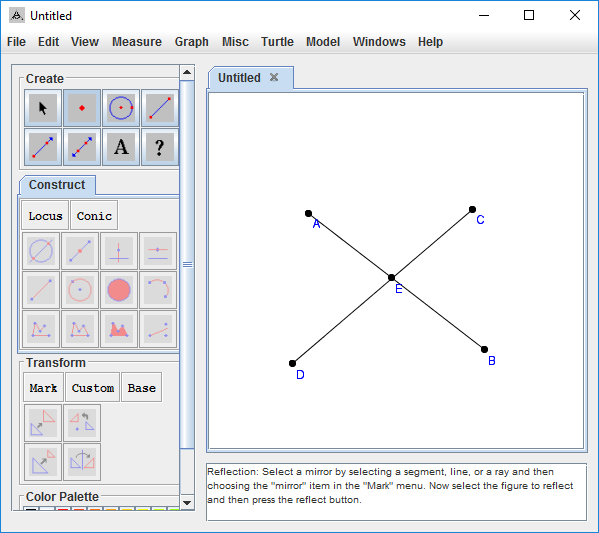 Untitled
File Edit View Measure Graph Misc Turtle Model Windows Help
Create
A ?
Construct
Locus Conic
Transform
Mark Custom Base
Color Palette
Untitled
A
C
E
B
D
Reflection: Select a mirror by selecting a segment, line, or a ray and then
choosing the "mirror" item in the "Mark" menu. Now select the figure to reflect
and then press the reflect button.